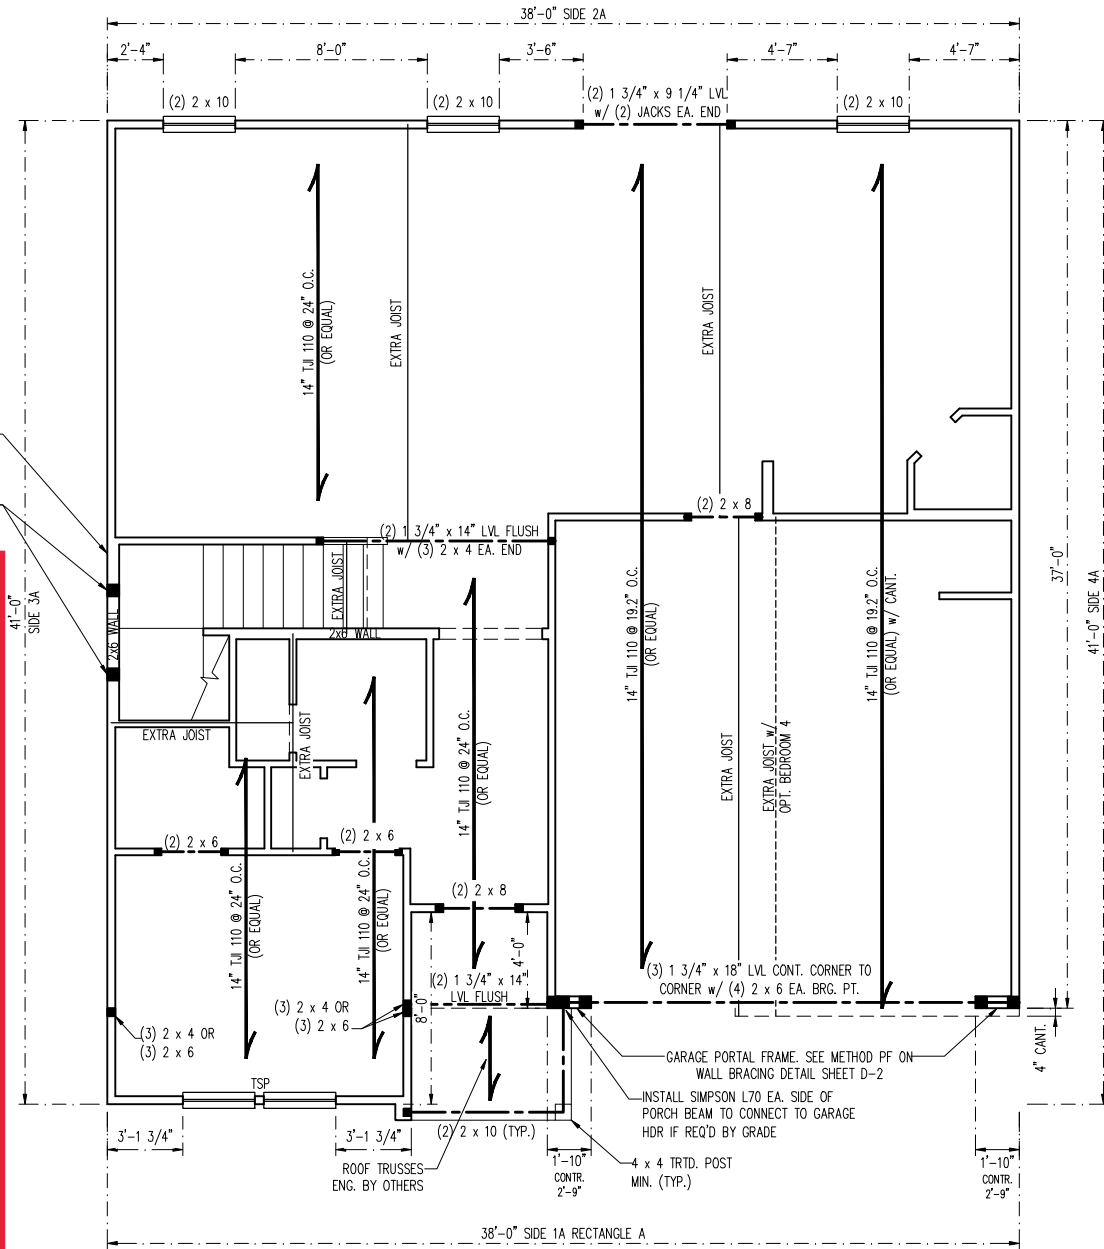 38'-0" SIDE 2A
2'-4"
8'-0"
3'-6"
4'-7"
4'-7"
(2) 2 x 10
(2) 2 x 10
(2) 1 3/4" x 9 1/4" LVL
w/ (2) JACKS EA. END
(2) 2 x 10
14" TJI 110 @ 24" O.C.
(OR EQUAL)
EXTRA JOIST
EXTRA JOIST
(2) 2 x 8
(2) 1 3/4" x 14" LVL FLUSH
w/ (3) 2 x 4 EA. END
EXTRA JOIST
2x6 WALL
2x6 WALL
41'-0"
SIDE 3A
37'-0"
41'-0" SIDE 4A
14" TJI 110 @ 19.2" O.C.
(OR EQUAL)
14" TJI 110 @ 19.2" O.C.
(OR EQUAL) w/ CANT.
EXTRA JOIST
EXTRA JOIST
14" TJI 110 @ 24" O.C.
(OR EQUAL)
EXTRA JOIST
EXTRA JOIST w/
OPT. BEDROOM 4
(2) 2 x 6
(2) 2 x 6
14" TJI 110 @ 24" O.C.
(OR EQUAL)
14" TJI 110 @ 24" O.C.
(OR EQUAL)
(2) 2 x 8
4'-0"
8'-0"
(2) 1 3/4" x 14"
LVL FLUSH
(3) 1 3/4" x 18" LVL CONT. CORNER TO
CORNER w/ (4) 2 x 6 EA. BRG. PT.
(3) 2 x 4 OR
(3) 2 x 6
(3) 2 x 4 OR
(3) 2 x 6
4" CANT.
GARAGE PORTAL FRAME. SEE METHOD PF ON
WALL BRACING DETAIL SHEET D-2
TSP
INSTALL SIMPSON L70 EA. SIDE OF
PORCH BEAM TO CONNECT TO GARAGE
HDR IF REQ'D BY GRADE
3'-1 3/4"
3'-1 3/4"
(2) 2 x 10 (TYP.)
ROOF TRUSSES
ENG. BY OTHERS
1'-10"
CONTR.
2'-9"
4 x 4 TRTD. POST
MIN. (TYP.)
1'-10"
CONTR.
2'-9"
38'-0" SIDE 1A RECTANGLE A